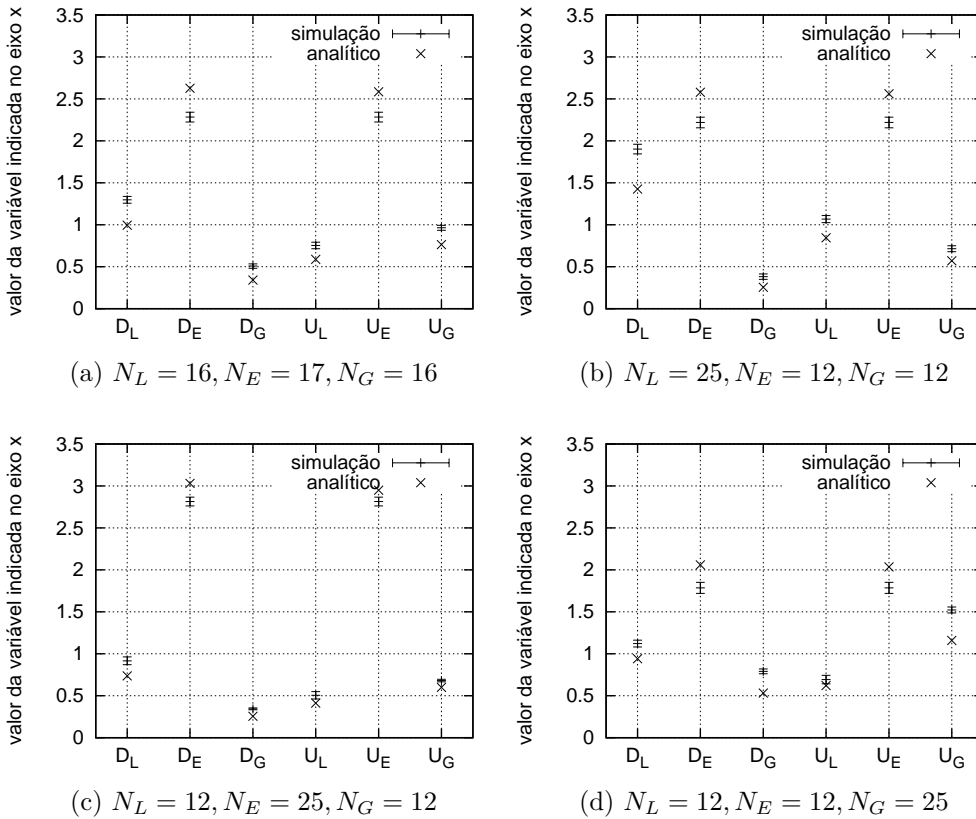 valor da variável indicada no eixo x
3.5
3
2.5
2
1.5
1
0.5
0
simulação
analítico
D_L D_E D_G U_L U_E U_G
(a) N_L = 16, N_E = 17, N_G = 16
valor da variável indicada no eixo x
3.5
3
2.5
2
1.5
1
0.5
0
simulação
analítico
D_L D_E D_G U_L U_E U_G
(b) N_L = 25, N_E = 12, N_G = 12
valor da variável indicada no eixo x
3.5
3
2.5
2
1.5
1
0.5
0
simulação
analítico
D_L D_E D_G U_L U_E U_G
(c) N_L = 12, N_E = 25, N_G = 12
valor da variável indicada no eixo x
3.5
3
2.5
2
1.5
1
0.5
0
simulação
analítico
D_L D_E D_G U_L U_E U_G
(d) N_L = 12, N_E = 12, N_G = 25